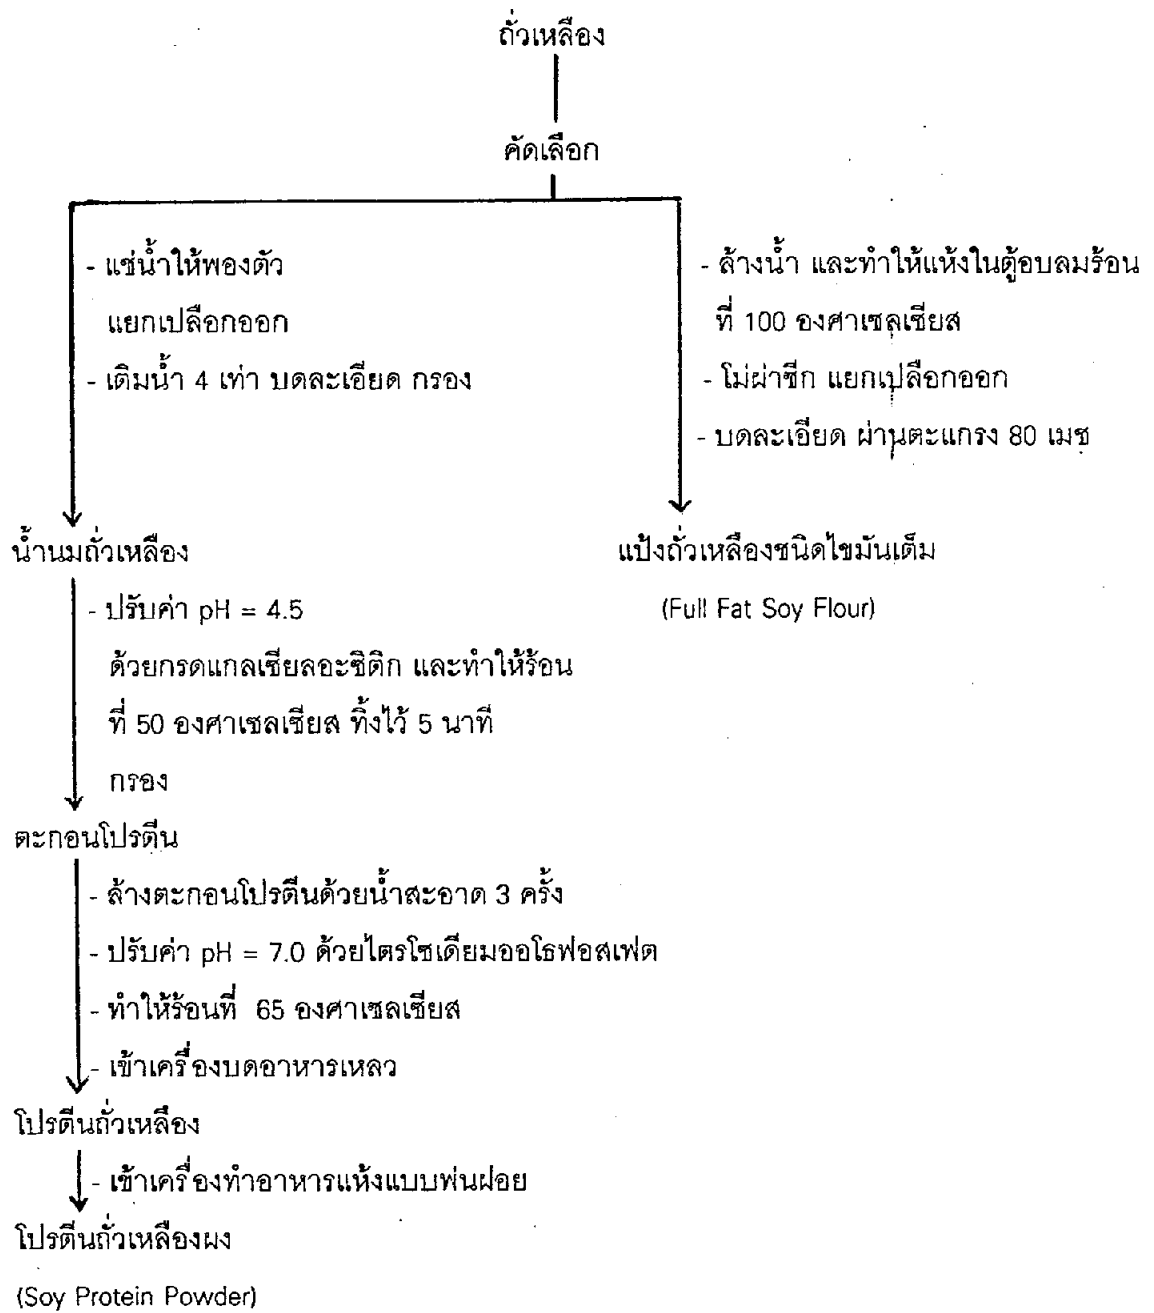 ถั่วเหลือง
คัดเลือก
- แช่น้ำให้พองตัว
แยกเปลือกออก
- เติมน้ำ 4 เท่า บดละเอียด กรอง
- ล้างน้ำ และทำให้แห้งในตู้อบลมร้อน
ที่ 100 องศาเซลเซียส
- โม่ผ่าซีก แยกเปลือกออก
- บดละเอียด ผ่านตะแกรง 80 เมช
น้ำนมถั่วเหลือง
แป้งถั่วเหลืองชนิดไขมันเต็ม
(Full Fat Soy Flour)
- ปรับค่า pH = 4.5
ด้วยกรดแกลเซียลอะซิติก และทำให้ร้อน
ที่ 50 องศาเซลเซียส ทิ้งไว้ 5 นาที
กรอง
ตะกอนโปรตีน
- ล้างตะกอนโปรตีนด้วยน้ำสะอาด 3 ครั้ง
- ปรับค่า pH = 7.0 ด้วยไตรโซเดียมออโธฟอสเฟต
- ทำให้ร้อนที่ 65 องศาเซลเซียส
- เข้าเครื่องบดอาหารเหลว
โปรตีนถั่วเหลือง
- เข้าเครื่องทำอาหารแห้งแบบพ่นฝอย
โปรตีนถั่วเหลืองผง
(Soy Protein Powder)